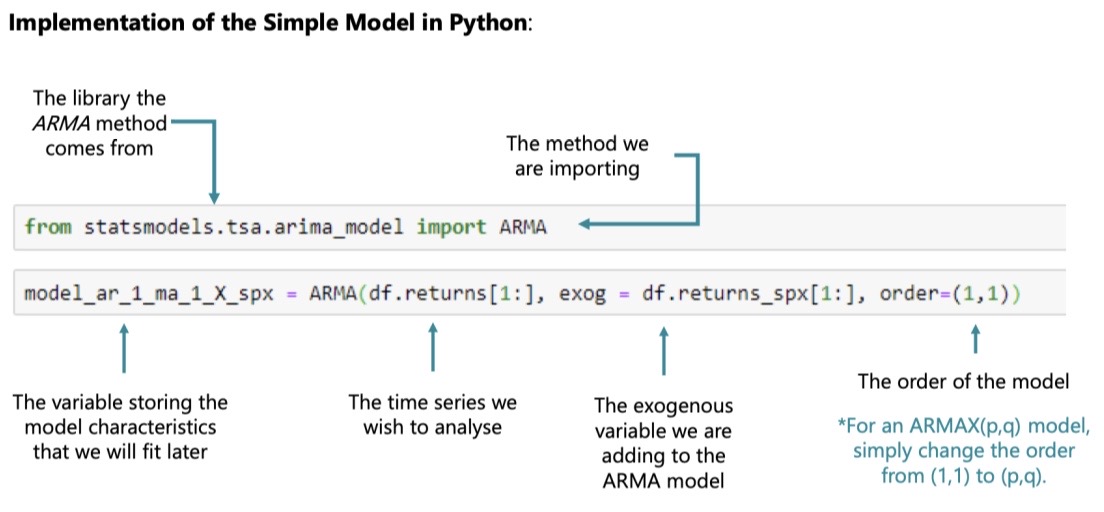 Implementation of the Simple Model in Python:
The library the
ARMA method
comes from
The method we
are importing
from statsmodels.tsa.arima_model import ARMA
model_ar_1_ma_1_X_spx = ARMA(df.returns[1:], exog = df.returns_spx[1:], order=(1,1))
The variable storing the
model characteristics
that we will fit later
The time series we
wish to analyse
The exogenous
variable we are
adding to the
ARMA model
The order of the model
*For an ARMAX(p,q) model,
simply change the order
from (1,1) to (p,q).